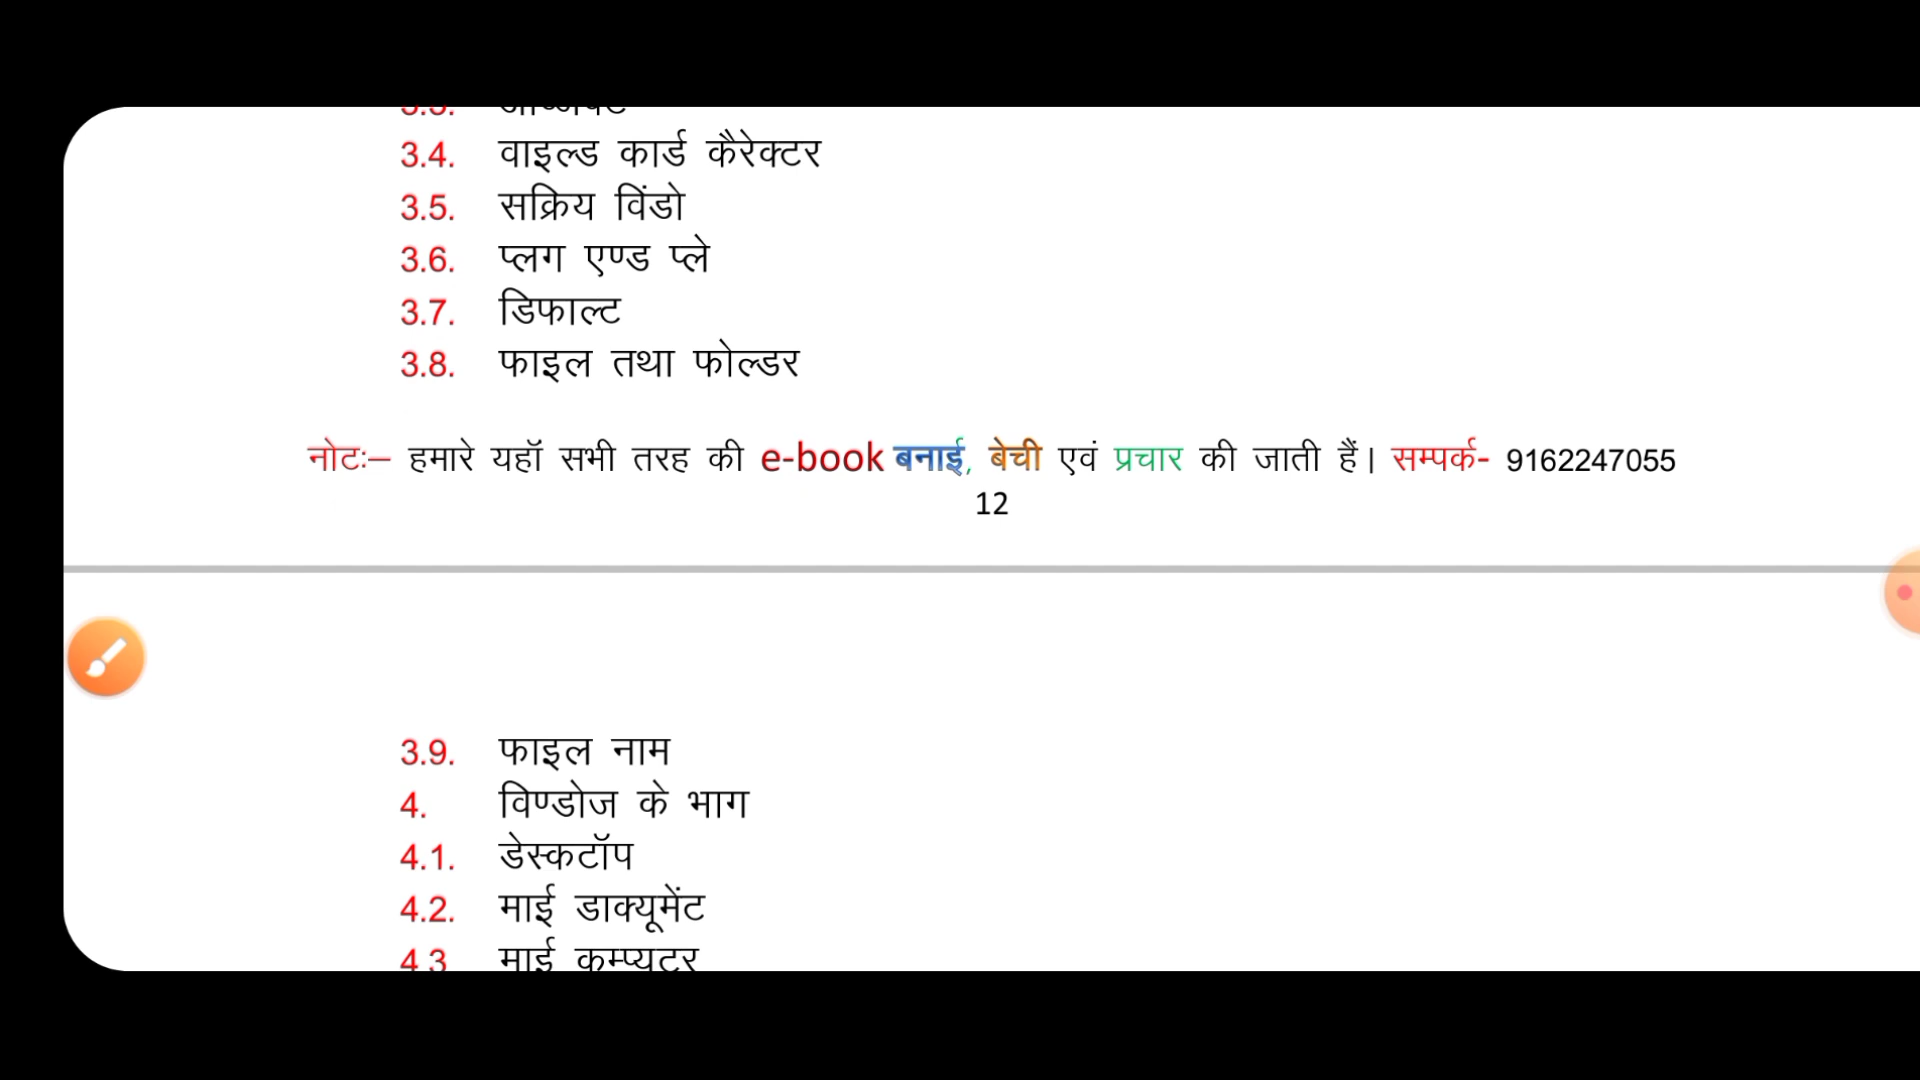 3.4. वाइल्ड कार्ड कैरेक्टर
3.5. सक्रिय विंडो
3.6. प्लग एण्ड प्ले
3.7. डिफाल्ट
3.8. फाइल तथा फोल्डर
नोटः– हमारे यहॉ सभी तरह की e-book बनाई, बेची एवं प्रचार की जाती हैं। सम्पर्क- 9162247055
12
3.9. फाइल नाम
4. विण्डोज के भाग
4.1. डेस्कटॉप
4.2. माई डाक्यूमेंट
4.3 माई कम्प्यूटर